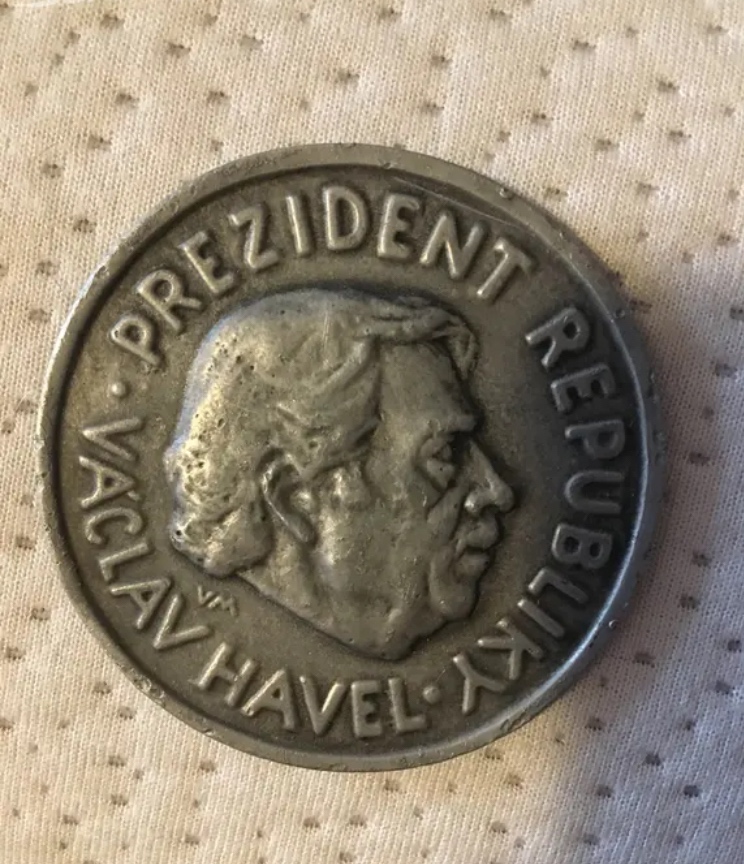 · PREZIDENT REPUBLIKY ·
VÁCLAV HAVEL
VM